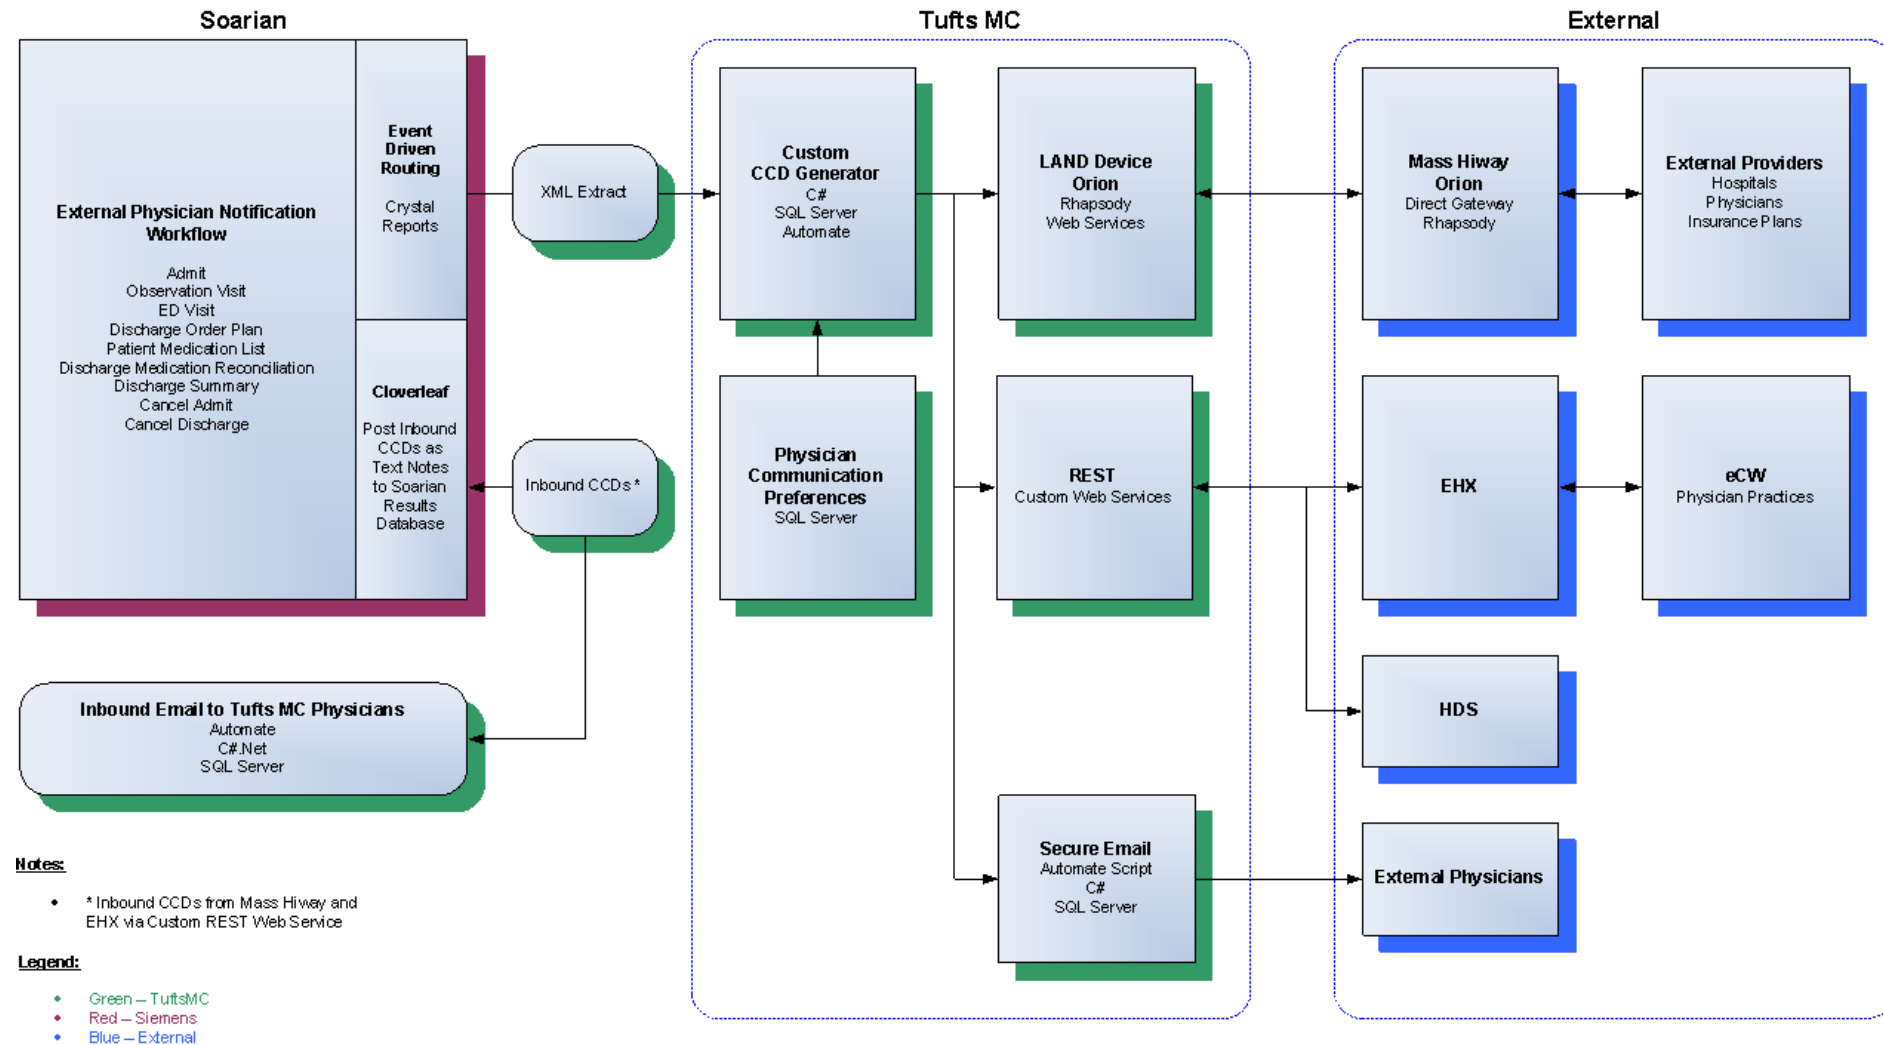 Soarian
Tufts MC
External
External Physician Notification
Workflow
Admit
Observation Visit
ED Visit
Discharge Order Plan
Patient Medication List
Discharge Medication Reconciliation
Discharge Summary
Cancel Admit
Cancel Discharge
Event
Driven
Routing
Crystal
Reports
Cloverleaf
Post Inbound
CCDs as
Text Notes
to Soarian
Results
Database
XML Extract
Inbound CCDs *
Inbound Email to Tufts MC Physicians
Automate
C#.Net
SQL Server
Custom
CCD Generator
C#
SQL Server
Automate
Physician
Communication
Preferences
SQL Server
LAND Device
Orion
Rhapsody
Web Services
REST
Custom Web Services
Secure Email
Automate Script
C#
SQL Server
Mass Hiway
Orion
Direct Gateway
Rhapsody
External Providers
Hospitals
Physicians
Insurance Plans
EHX
eCW
Physician Practices
HDS
External Physicians
Notes:
• * Inbound CCDs from Mass Hiway and
EHX via Custom REST Web Service
Legend:
• Green – TuftsMC
• Red – Siemens
• Blue – External